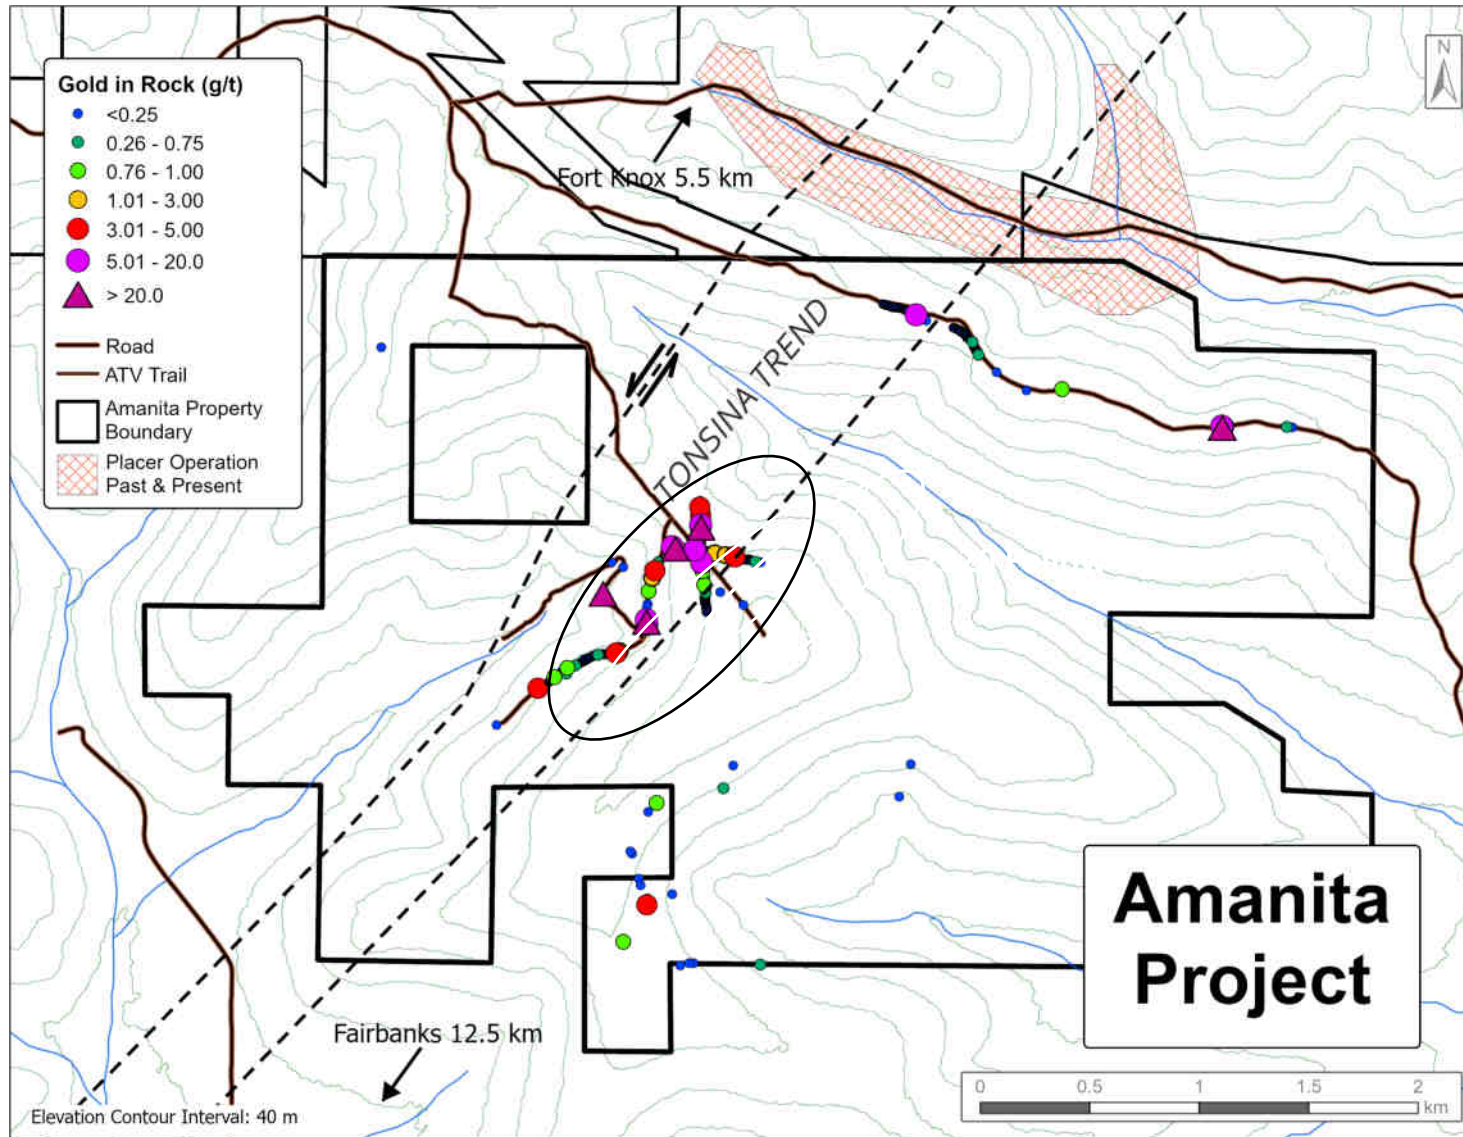 N
Gold in Rock (g/t)
<0.25
0.26 - 0.75
0.76 - 1.00
1.01 - 3.00
3.01 - 5.00
5.01 - 20.0
> 20.0
Road
ATV Trail
Amanita Property
Boundary
Placer Operation
Past & Present
Fort Knox 5.5 km
TONSINA TREND
Amanita
Project
Fairbanks 12.5 km
Elevation Contour Interval: 40 m
0 0.5 1 1.5 2
km